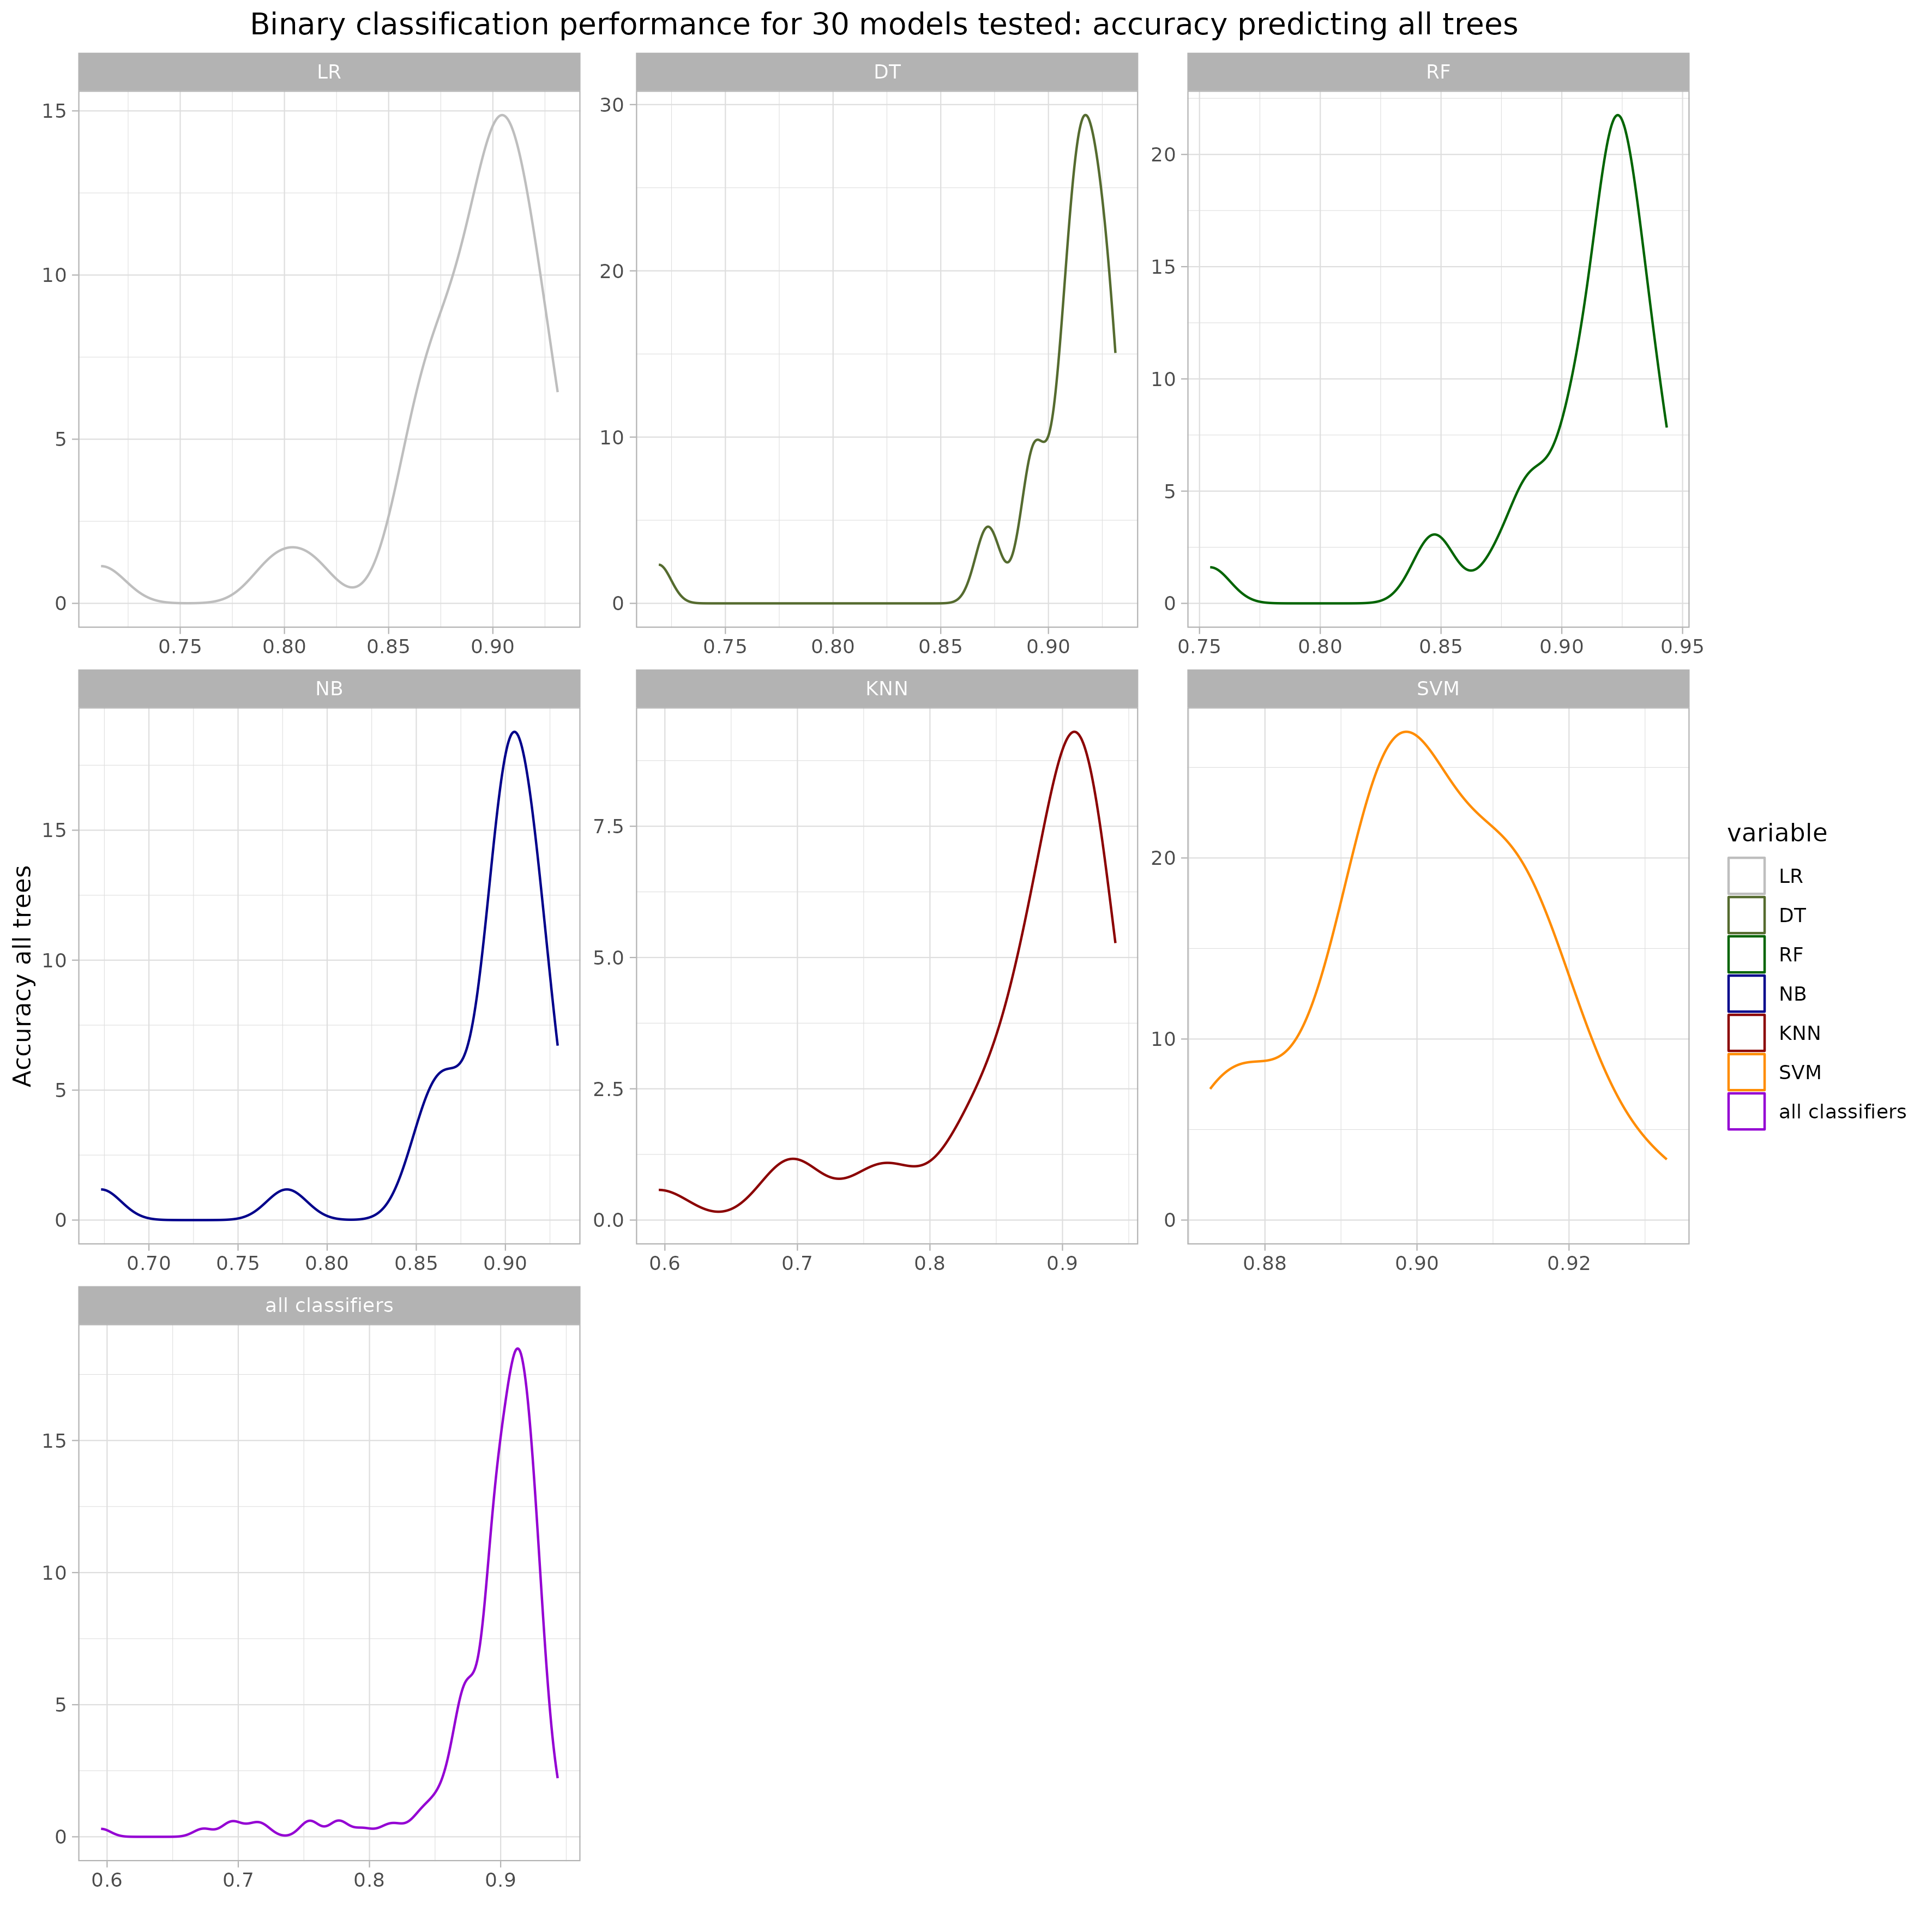 Binary classification performance for 30 models tested: accuracy predicting all trees
LR
DT
RF
15
10
5
0
0.75 0.80 0.85 0.90
30
20
10
0
0.75 0.80 0.85 0.90
20
15
10
5
0
0.75 0.80 0.85 0.90 0.95
NB
KNN
SVM
15
10
5
0
0.70 0.75 0.80 0.85 0.90
7.5
5.0
2.5
0.0
0.6 0.7 0.8 0.9
20
10
0
0.88 0.90 0.92
Accuracy all trees
all classifiers
15
10
5
0
0.6 0.7 0.8 0.9
variable
LR
DT
RF
NB
KNN
SVM
all classifiers